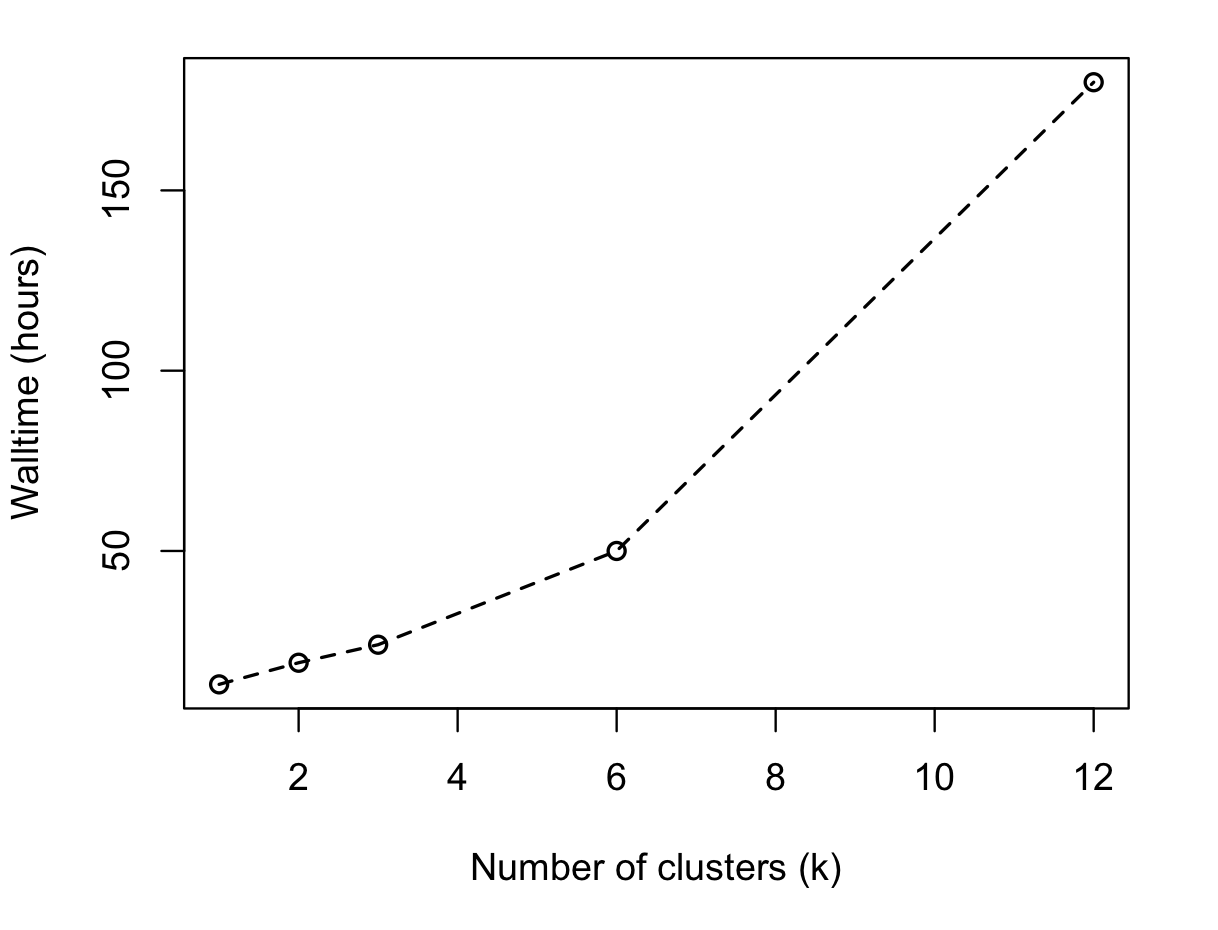 Walltime (hours)
150
100
50
2 4 6 8 10 12
Number of clusters (k)